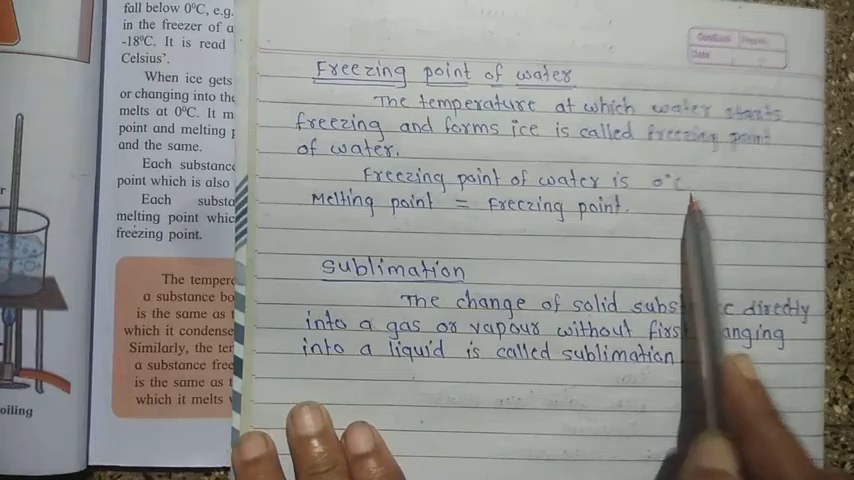 fall below 0°C, e.g.
in the freezer of a
-18°C. It is read
Celsius'.
When ice gets
or changing into the
melts at 0°C. It m
point and melting p
and the same.
Each substance
point which is also
Each substa
melting point whic
freezing point.
The tempera
a substance bo
is the same as t
which it condense
Similarly, the ter
a substance free
is the same as t
which it melts
oiling
Date
Freezing point of water
The temperature at which water starts
freezing and forms ice is called freezing point
of water.
Freezing point of water is 0°C
Melting point = Freezing point.
Sublimation
The change of solid subs directly
into a gas or vapour without first anging
into a liquid is called sublimation